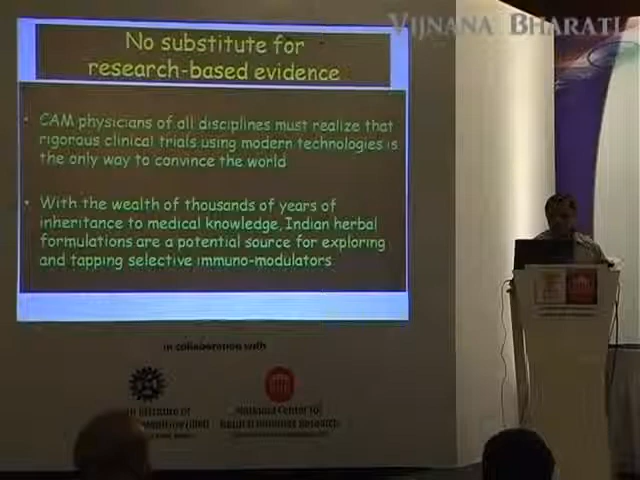 VIJNANA BHARATI
No substitute for
research-based evidence
• CAM physicians of all disciplines must realize that
rigorous clinical trials using modern technologies is
the only way to convince the world
• With the wealth of thousands of years of
inheritance to medical knowledge, Indian herbal
formulations are a potential source for exploring
and tapping selective immuno-modulators
in collaboration with
National Center for